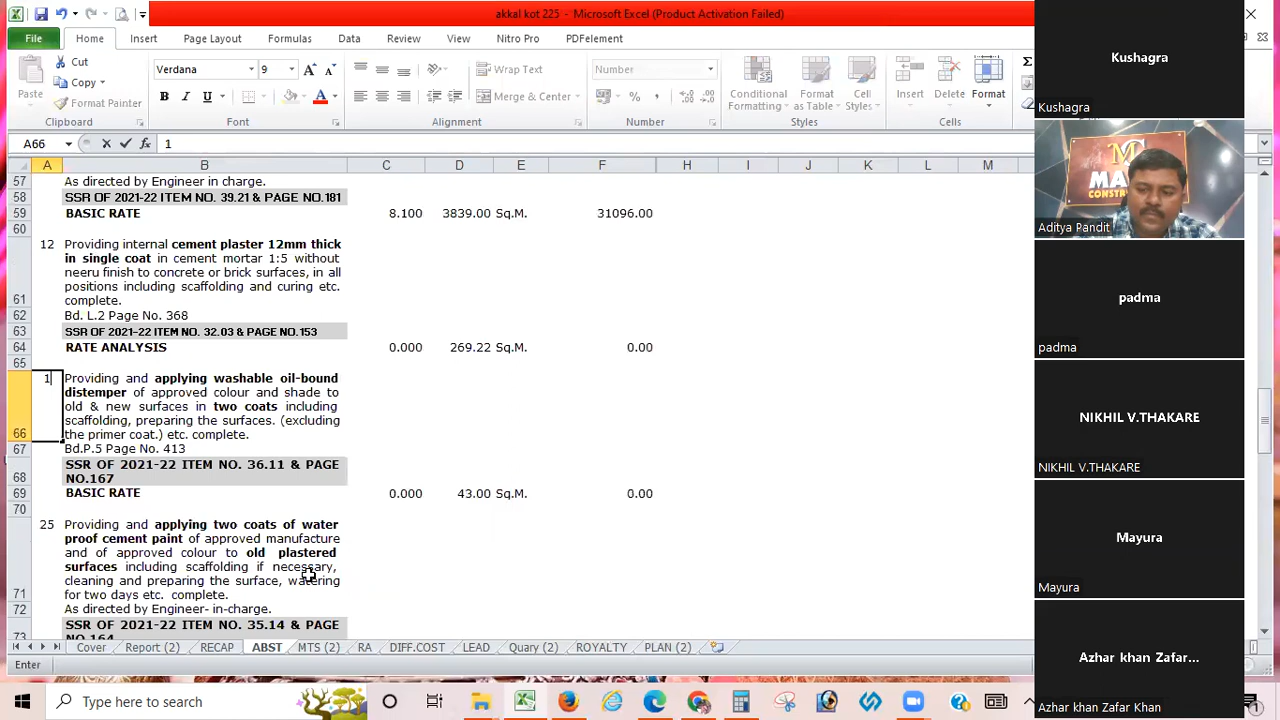 akkal kot 225 - Microsoft Excel (Product Activation Failed)
File Home Insert Page Layout Formulas Data Review View Nitro Pro PDFelement
Paste Cut Copy Format Painter Clipboard
Verdana 9 B I U A Font
Wrap Text Merge & Center Alignment
Number % , Number
Conditional Formatting Format as Table Cell Styles Styles
Insert Delete Format Cells
A66 fx 1
A B C D E F H I J K L M
57 As directed by Engineer in charge.
58 SSR OF 2021-22 ITEM NO. 39.21 & PAGE NO.181
59 BASIC RATE 8.100 3839.00 Sq.M. 31096.00
60
12 Providing internal cement plaster 12mm thick
in single coat in cement mortar 1:5 without
neeru finish to concrete or brick surfaces, in all
positions including scaffolding and curing etc.
61 complete.
62 Bd. L.2 Page No. 368
63 SSR OF 2021-22 ITEM NO. 32.03 & PAGE NO.153
64 RATE ANALYSIS 0.000 269.22 Sq.M. 0.00
65
1 Providing and applying washable oil-bound
distemper of approved colour and shade to
old & new surfaces in two coats including
scaffolding, preparing the surfaces. (excluding
66 the primer coat.) etc. complete.
67 Bd.P.5 Page No. 413
SSR OF 2021-22 ITEM NO. 36.11 & PAGE
68 NO.167
69 BASIC RATE 0.000 43.00 Sq.M. 0.00
70
25 Providing and applying two coats of water
proof cement paint of approved manufacture
and of approved colour to old plastered
surfaces including scaffolding if necessary,
cleaning and preparing the surface, watering
71 for two days etc. complete.
72 As directed by Engineer- in-charge.
73 SSR OF 2021-22 ITEM NO. 35.14 & PAGE
NO.164
Cover Report (2) RECAP ABST MTS (2) RA DIFF.COST LEAD Qurary (2) ROYALTY PLAN (2)
Enter
Type here to search
Kushagra
Kushagra
Aditya Pandit
padma
padma
NIKHIL V.THAKARE
NIKHIL V.THAKARE
Mayura
Mayura
Azhar khan Zafar...
Azhar khan Zafar Khan